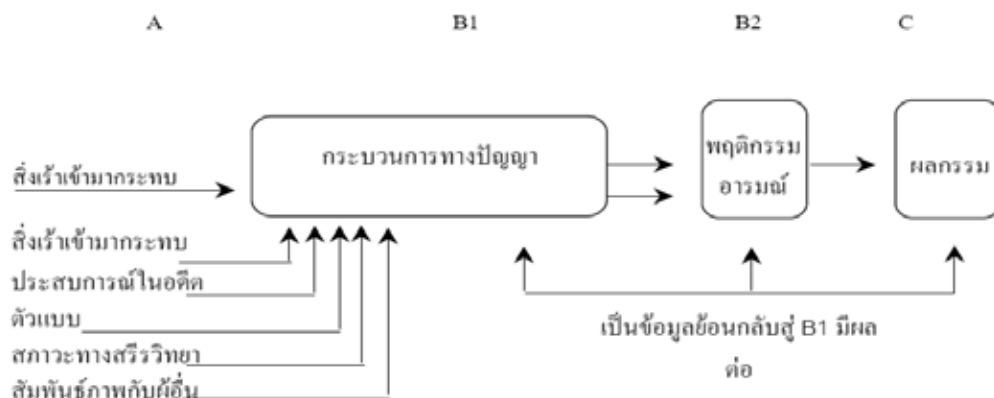 A B1 B2 C
กระบวนการทางปัญญา
พฤติกรรม
อารมณ์
ผลกรรม
สิ่งเร้าเข้ามากระทบ
สิ่งเร้าเข้ามากระทบ
ประสบการณ์ในอดีต
ตัวแบบ
สภาวะทางสรีรวิทยา
สัมพันธ์ภาพกับผู้อื่น
เป็นข้อมูลย้อนกลับสู่ B1 มีผล
ต่อ